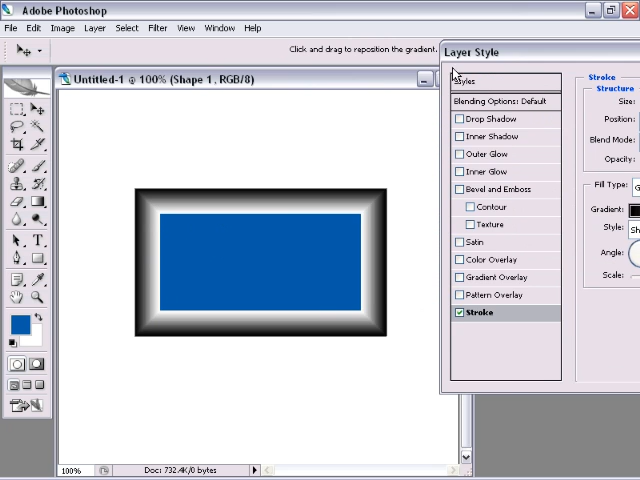 Adobe Photoshop
File Edit Image Layer Select Filter View Window Help
Click and drag to reposition the gradient.
Layer Style
Untitled-1 @ 100% (Shape 1, RGB/8)
Styles
Blending Options: Default
Drop Shadow
Inner Shadow
Outer Glow
Inner Glow
Bevel and Emboss
Contour
Texture
Satin
Color Overlay
Gradient Overlay
Pattern Overlay
Stroke
Stroke
Structure
Size:
Position:
Blend Mode:
Opacity:
Fill Type: G
Gradient:
Style: Sh
Angle:
Scale:
T
100% Doc: 732.4K/0 bytes